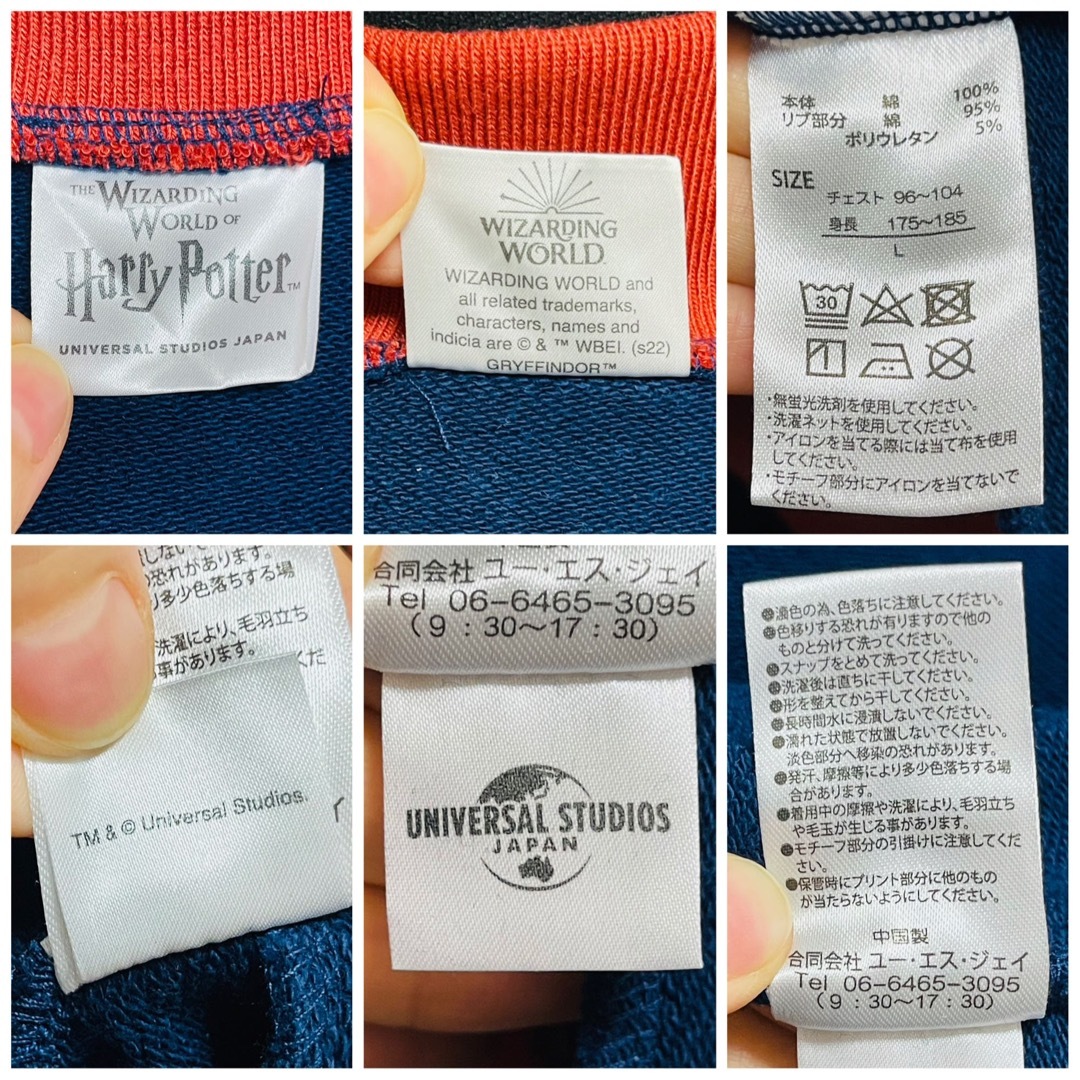 THE WIZARDING
WORLD OF
Harry Potter™
UNIVERSAL STUDIOS JAPAN
WIZARDING
WORLD
WIZARDING WORLD and
all related trademarks,
characters, names and
indicia are © & ™ WBEI. (s22)
GRYFFINDOR™
本体 綿 100%
リブ部分 綿 95%
ポリウレタン 5%
SIZE
チェスト 96～104
身長 175～185
L
30
・無蛍光洗剤を使用してください。
・洗濯ネットを使用してください。
・アイロンを当てる際には当て布を使用
してください。
・モチーフ部分にアイロンを当てないで
ください。
しないで
の恐れがあります。
り多少色落ちする場
洗濯により、毛羽立ち
事があります。
くだ
TM & © Universal Studios.
合同会社 ユー・エス・ジェイ
Tel 06-6465-3095
(9:30～17:30)
UNIVERSAL STUDIOS
JAPAN
●濃色の為、色落ちに注意してください。
●色移りする恐れが有りますので他の
ものと分けて洗ってください。
●スナップをとめて洗ってください。
●洗濯後は直ちに干してください。
●形を整えてから干してください。
●長時間水に浸漬しないでください。
●濡れた状態で放置しないでください。
淡色部分へ移染の恐れがあります。
●発汗、摩擦等により多少色落ちする場
合があります。
●着用中の摩擦や洗濯により、毛羽立ち
や毛玉が生じる事があります。
●モチーフ部分の引掛けに注意してくだ
さい。
●保管時にプリント部分に他のもの
が当たらないようにしてください。
中国製
合同会社 ユー・エス・ジェイ
Tel 06-6465-3095
(9:30～17:30)